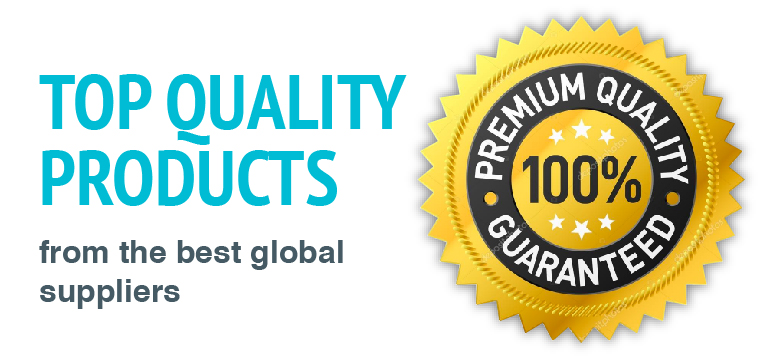 TOP QUALITY
PRODUCTS
from the best global
suppliers
PREMIUM QUALITY
100%
GUARANTEED